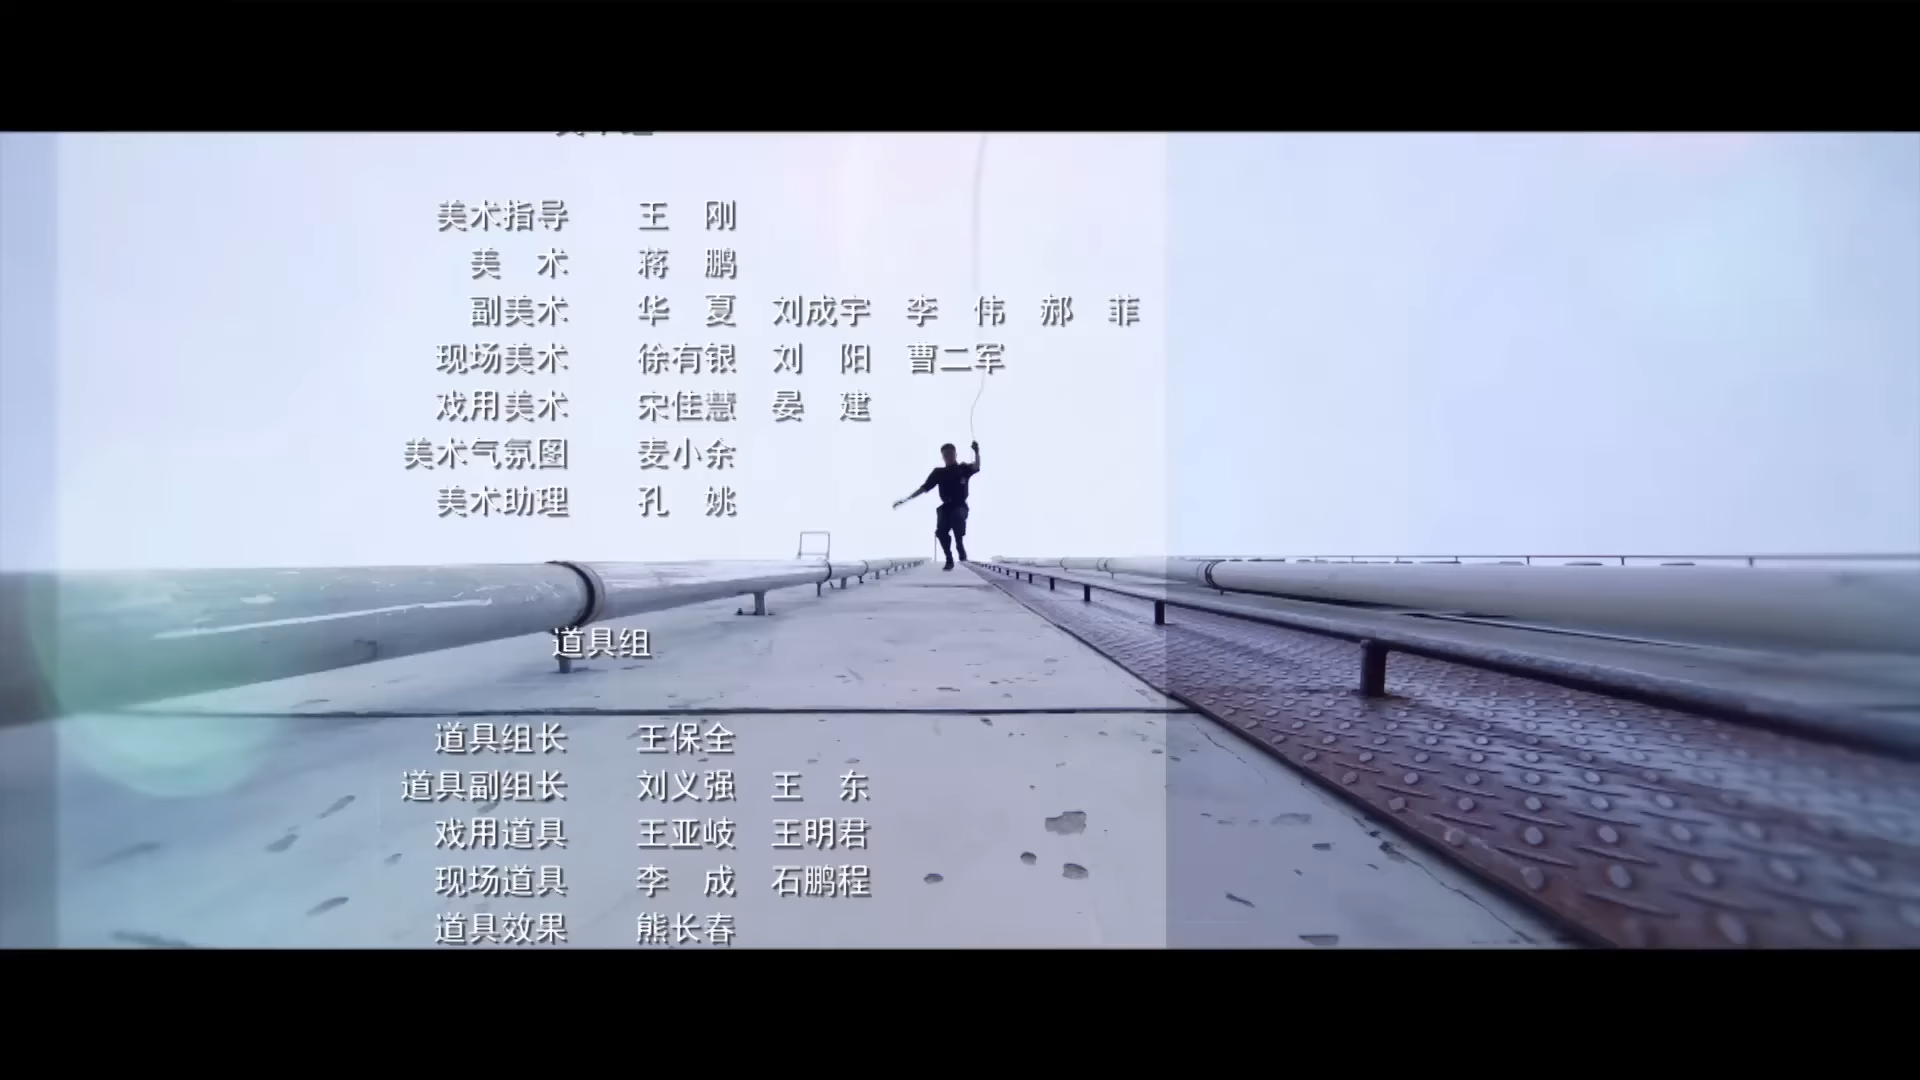 美术指导 王 刚
美 术 蒋 鹏
副美术 华 夏 刘成宇 李 伟 郝 菲
现场美术 徐有银 刘 阳 曹二军
戏用美术 宋佳慧 晏 建
美术气氛图 麦小余
美术助理 孔 姚
道具组
道具组长 王保全
道具副组长 刘义强 王 东
戏用道具 王亚岐 王明君
现场道具 李 成 石鹏程
道具效果 熊长春